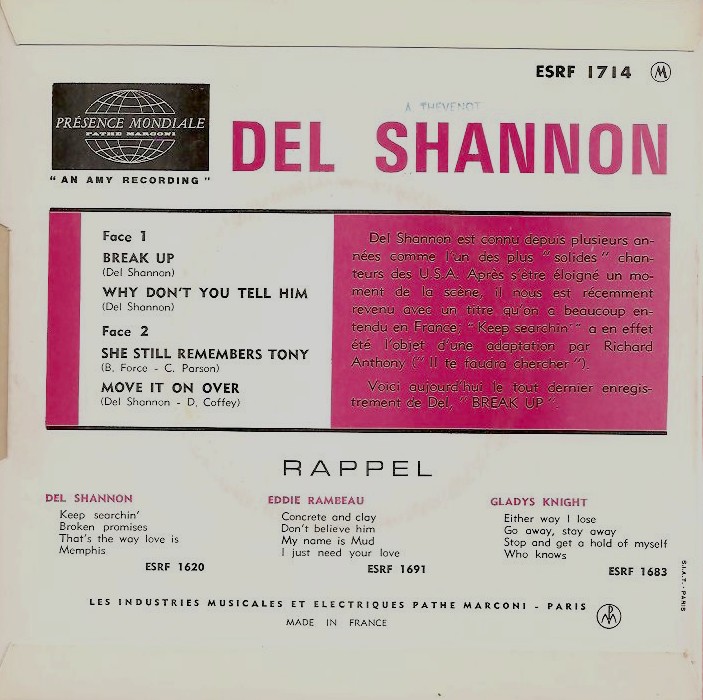 ESRF 1714 M
A. THEVENOT
PRÉSENCE MONDIALE
PATHE MARCONI
"AN AMY RECORDING"
DEL SHANNON
Face 1
BREAK UP
(Del Shannon)
WHY DON'T YOU TELL HIM
(Del Shannon)
Face 2
SHE STILL REMEMBERS TONY
(B. Force - C. Parson)
MOVE IT ON OVER
(Del Shannon - D. Coffey)
Del Shannon est connu depuis plusieurs an-
nées comme l'un des plus "solides" chan-
teurs des U.S.A. Après s'être éloigné un mo-
ment de la scène, il nous est récemment
revenu avec un titre qu'on a beaucoup en-
tendu en France: "Keep searchin'" a en effet
été l'objet d'une adaptation par Richard
Anthony ("Il te faudra chercher").
Voici aujourd'hui le tout dernier enregis-
trement de Del, "BREAK UP".
RAPPEL
DEL SHANNON
Keep searchin'
Broken promises
That's the way love is
Memphis
ESRF 1620
EDDIE RAMBEAU
Concrete and clay
Don't believe him
My name is Mud
I just need your love
ESRF 1691
GLADYS KNIGHT
Either way I lose
Go away, stay away
Stop and get a hold of myself
Who knows
ESRF 1683
LES INDUSTRIES MUSICALES ET ELECTRIQUES PATHE MARCONI - PARIS
MADE IN FRANCE
S.I.A.T. - PARIS